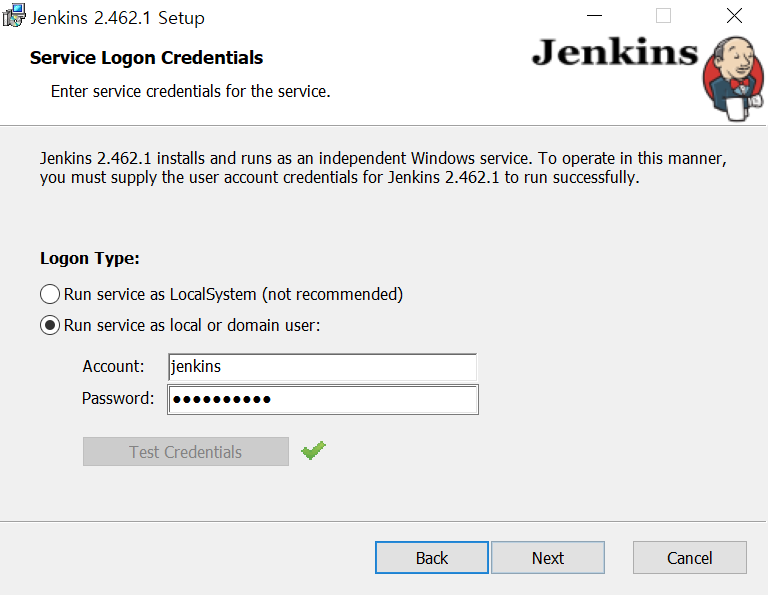 Jenkins 2.462.1 Setup
Service Logon Credentials
Enter service credentials for the service.
Jenkins
Jenkins 2.462.1 installs and runs as an independent Windows service. To operate in this manner,
you must supply the user account credentials for Jenkins 2.462.1 to run successfully.
Logon Type:
Run service as LocalSystem (not recommended)
Run service as local or domain user:
Account: jenkins
Password: ●●●●●●●●●●
Test Credentials
Back Next Cancel